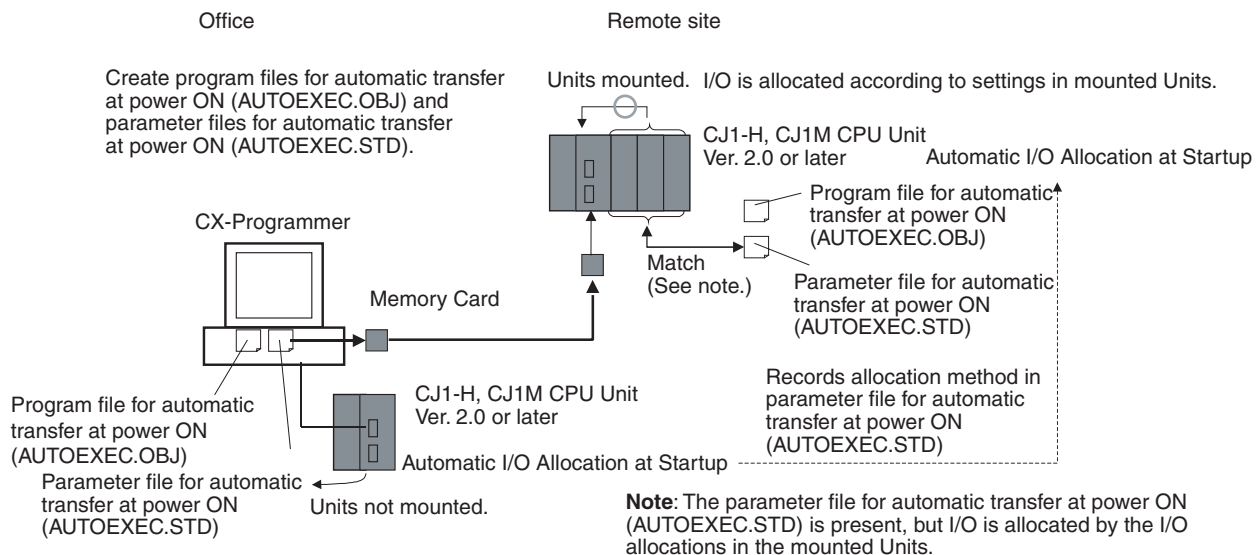 Office
Remote site
Create program files for automatic transfer
at power ON (AUTOEXEC.OBJ) and
parameter files for automatic transfer
at power ON (AUTOEXEC.STD).
Units mounted.
I/O is allocated according to settings in mounted Units.
CJ1-H, CJ1M CPU Unit
Ver. 2.0 or later
Automatic I/O Allocation at Startup
Program file for automatic
transfer at power ON
(AUTOEXEC.OBJ)
CX-Programmer
Match
(See note.)
Parameter file for automatic
transfer at power ON
(AUTOEXEC.STD)
Memory Card
Records allocation method in
parameter file for automatic
transfer at power ON
(AUTOEXEC.STD)
CJ1-H, CJ1M CPU Unit
Ver. 2.0 or later
Program file for automatic
transfer at power ON
(AUTOEXEC.OBJ)
Automatic I/O Allocation at Startup
Parameter file for automatic
transfer at power ON
(AUTOEXEC.STD)
Units not mounted.
Note: The parameter file for automatic transfer at power ON
(AUTOEXEC.STD) is present, but I/O is allocated by the I/O
allocations in the mounted Units.